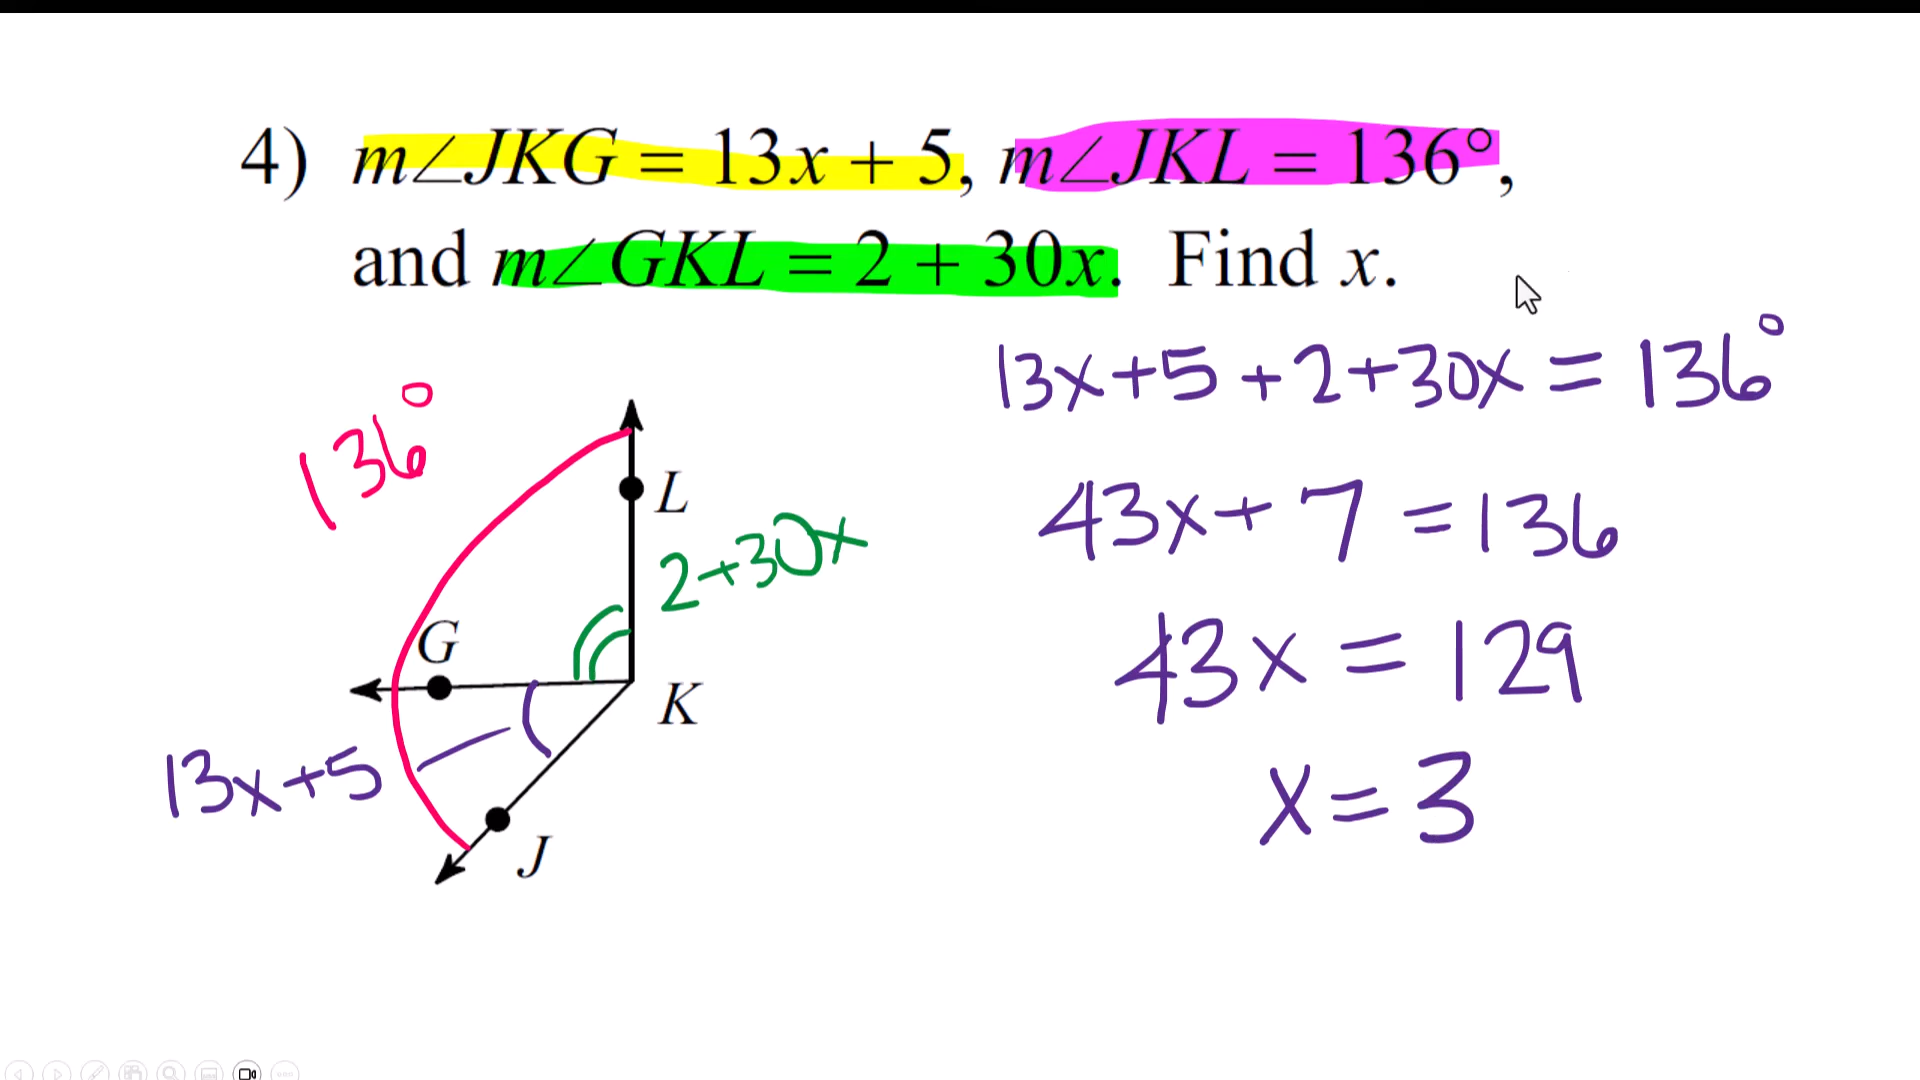 4) m∠JKG = 13x + 5, m∠JKL = 136°,
and m∠GKL = 2 + 30x. Find x.
13x+5+2+30x = 136°
136°
L
43x+7 = 136
2+30x
G
43x = 129
K
13x+5
x=3
J